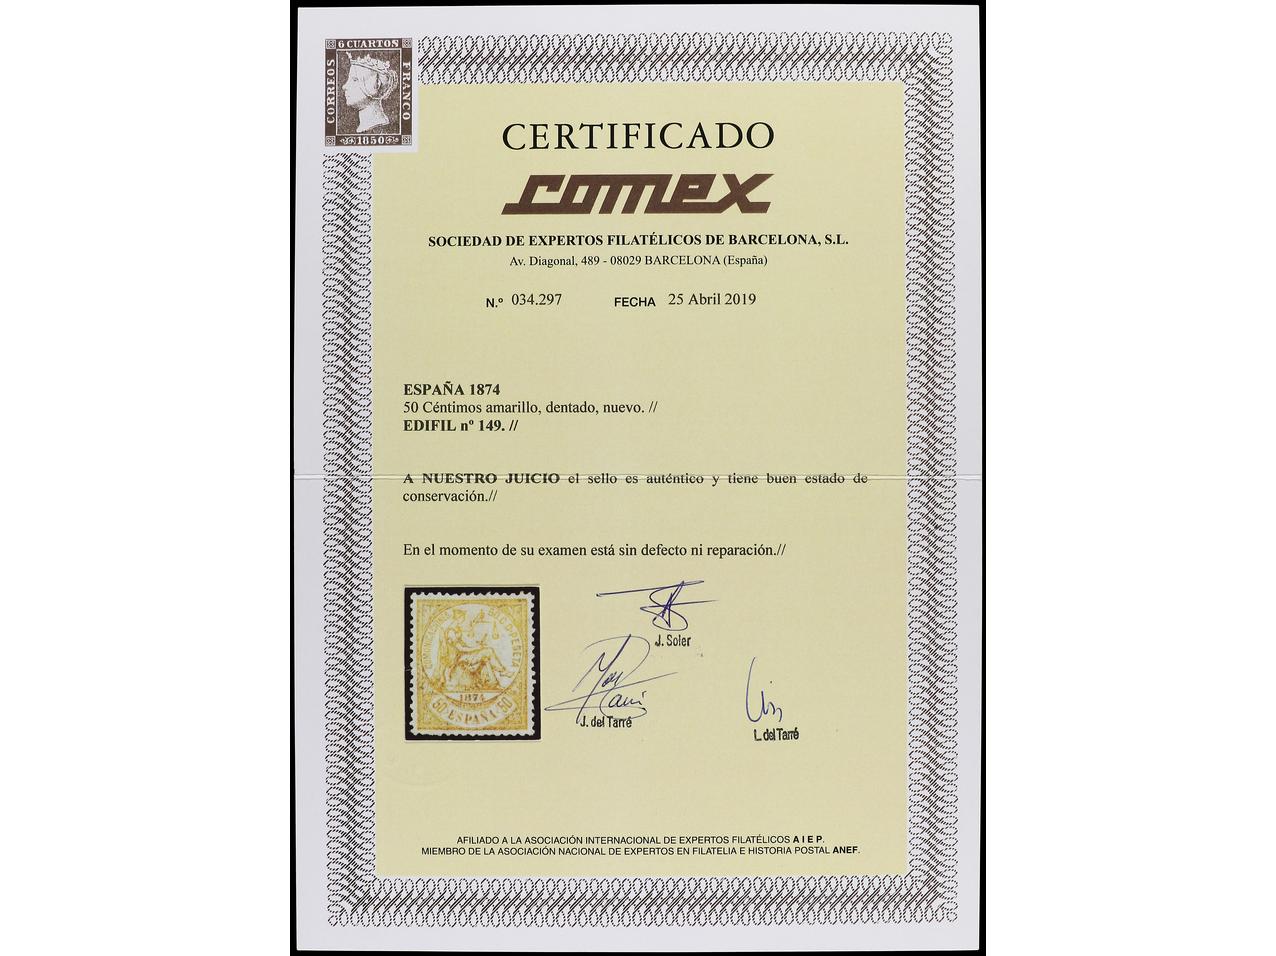 6 CUARTOS
CORREOS
FRANCO
1850
CERTIFICADO
comex
SOCIEDAD DE EXPERTOS FILATÉLICOS DE BARCELONA, S.L.
Av. Diagonal, 489 - 08029 BARCELONA (España)
N.º 034.297 FECHA 25 Abril 2019
ESPAÑA 1874
50 Céntimos amarillo, dentado, nuevo. //
EDIFIL nº 149. //
A NUESTRO JUICIO el sello es auténtico y tiene buen estado de
conservación.//
En el momento de su examen está sin defecto ni reparación.//
COMUNICACIONES 50 C. D PESETA
1874
50 ESPAÑA 50
J. Soler
J. del Tarré
L. del Tarré
AFILIADO A LA ASOCIACIÓN INTERNACIONAL DE EXPERTOS FILATÉLICOS A I E P.
MIEMBRO DE LA ASOCIACIÓN NACIONAL DE EXPERTOS EN FILATELIA E HISTORIA POSTAL ANEF.